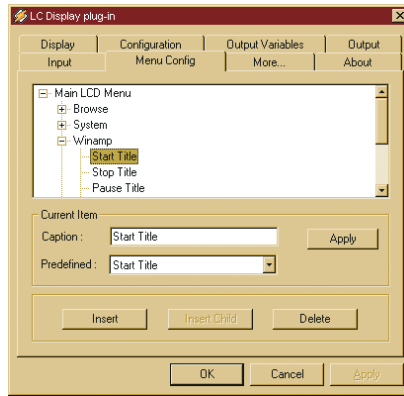 LC Display plug-in
Display Configuration Output Variables Output
Input Menu Config More... About
Main LCD Menu
Browse
System
Winamp
Start Title
Stop Title
Pause Title
Current Item
Caption : Start Title Apply
Predefined : Start Title
Insert Insert Child Delete
OK Cancel Apply